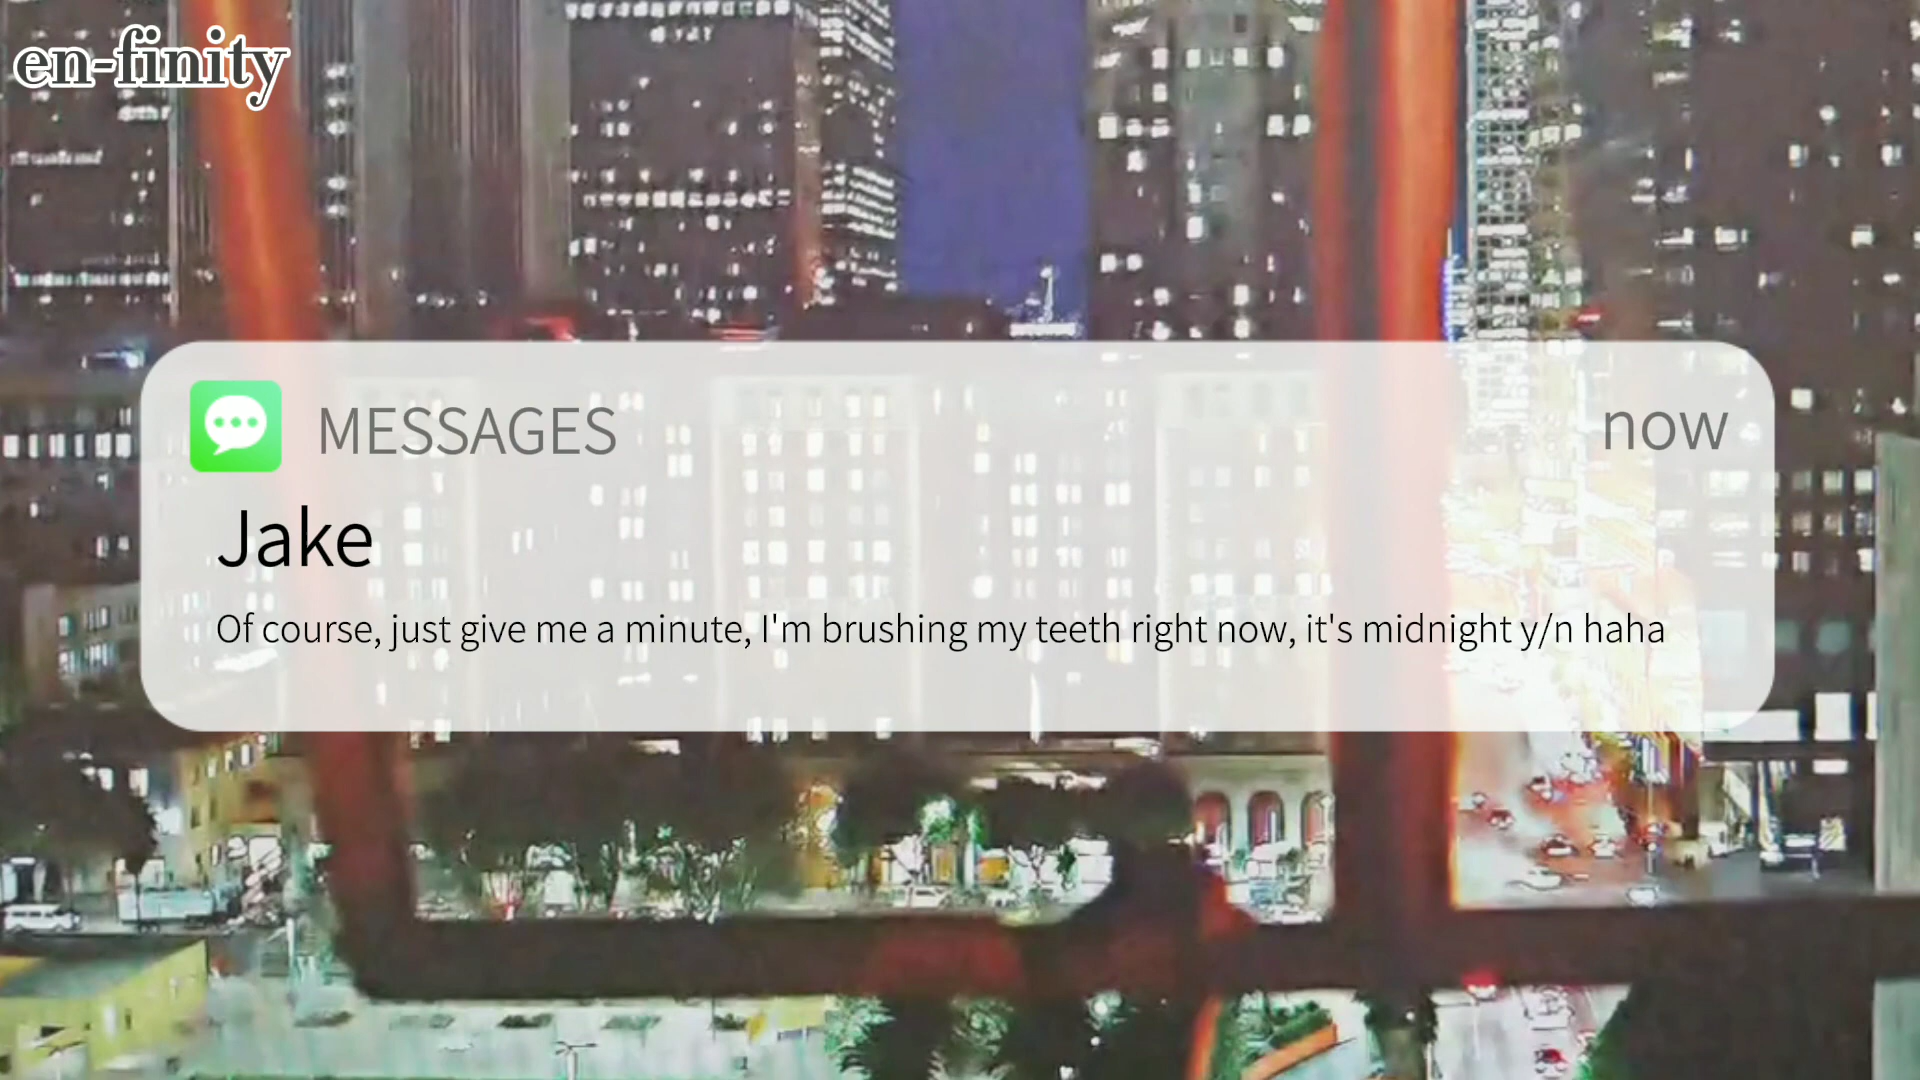 en-finity
MESSAGES
now
Jake
Of course, just give me a minute, I'm brushing my teeth right now, it's midnight y/n haha